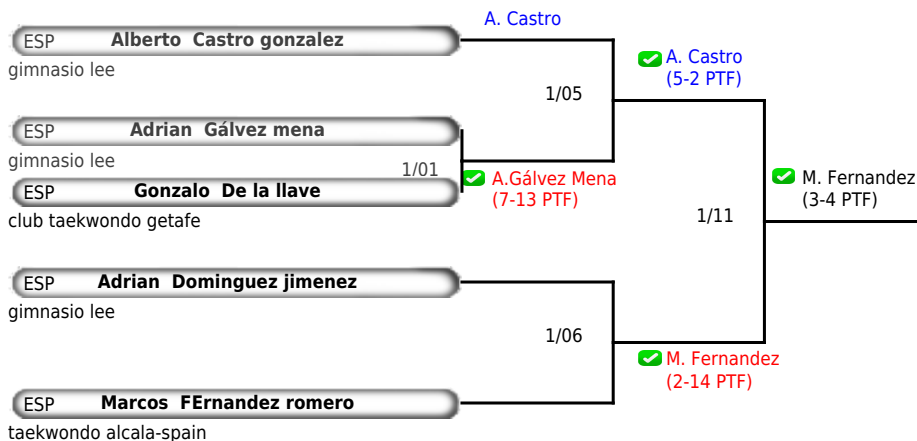 A. Castro
ESP Alberto Castro gonzalez
gimnasio lee
A. Castro
(5-2 PTF)
1/05
ESP Adrian Gálvez mena
gimnasio lee
1/01
A.Gálvez Mena
(7-13 PTF)
ESP Gonzalo De la llave
club taekwondo getafe
M. Fernandez
(3-4 PTF)
1/11
ESP Adrian Dominguez jimenez
gimnasio lee
1/06
M. Fernandez
(2-14 PTF)
ESP Marcos FErnandez romero
taekwondo alcala-spain